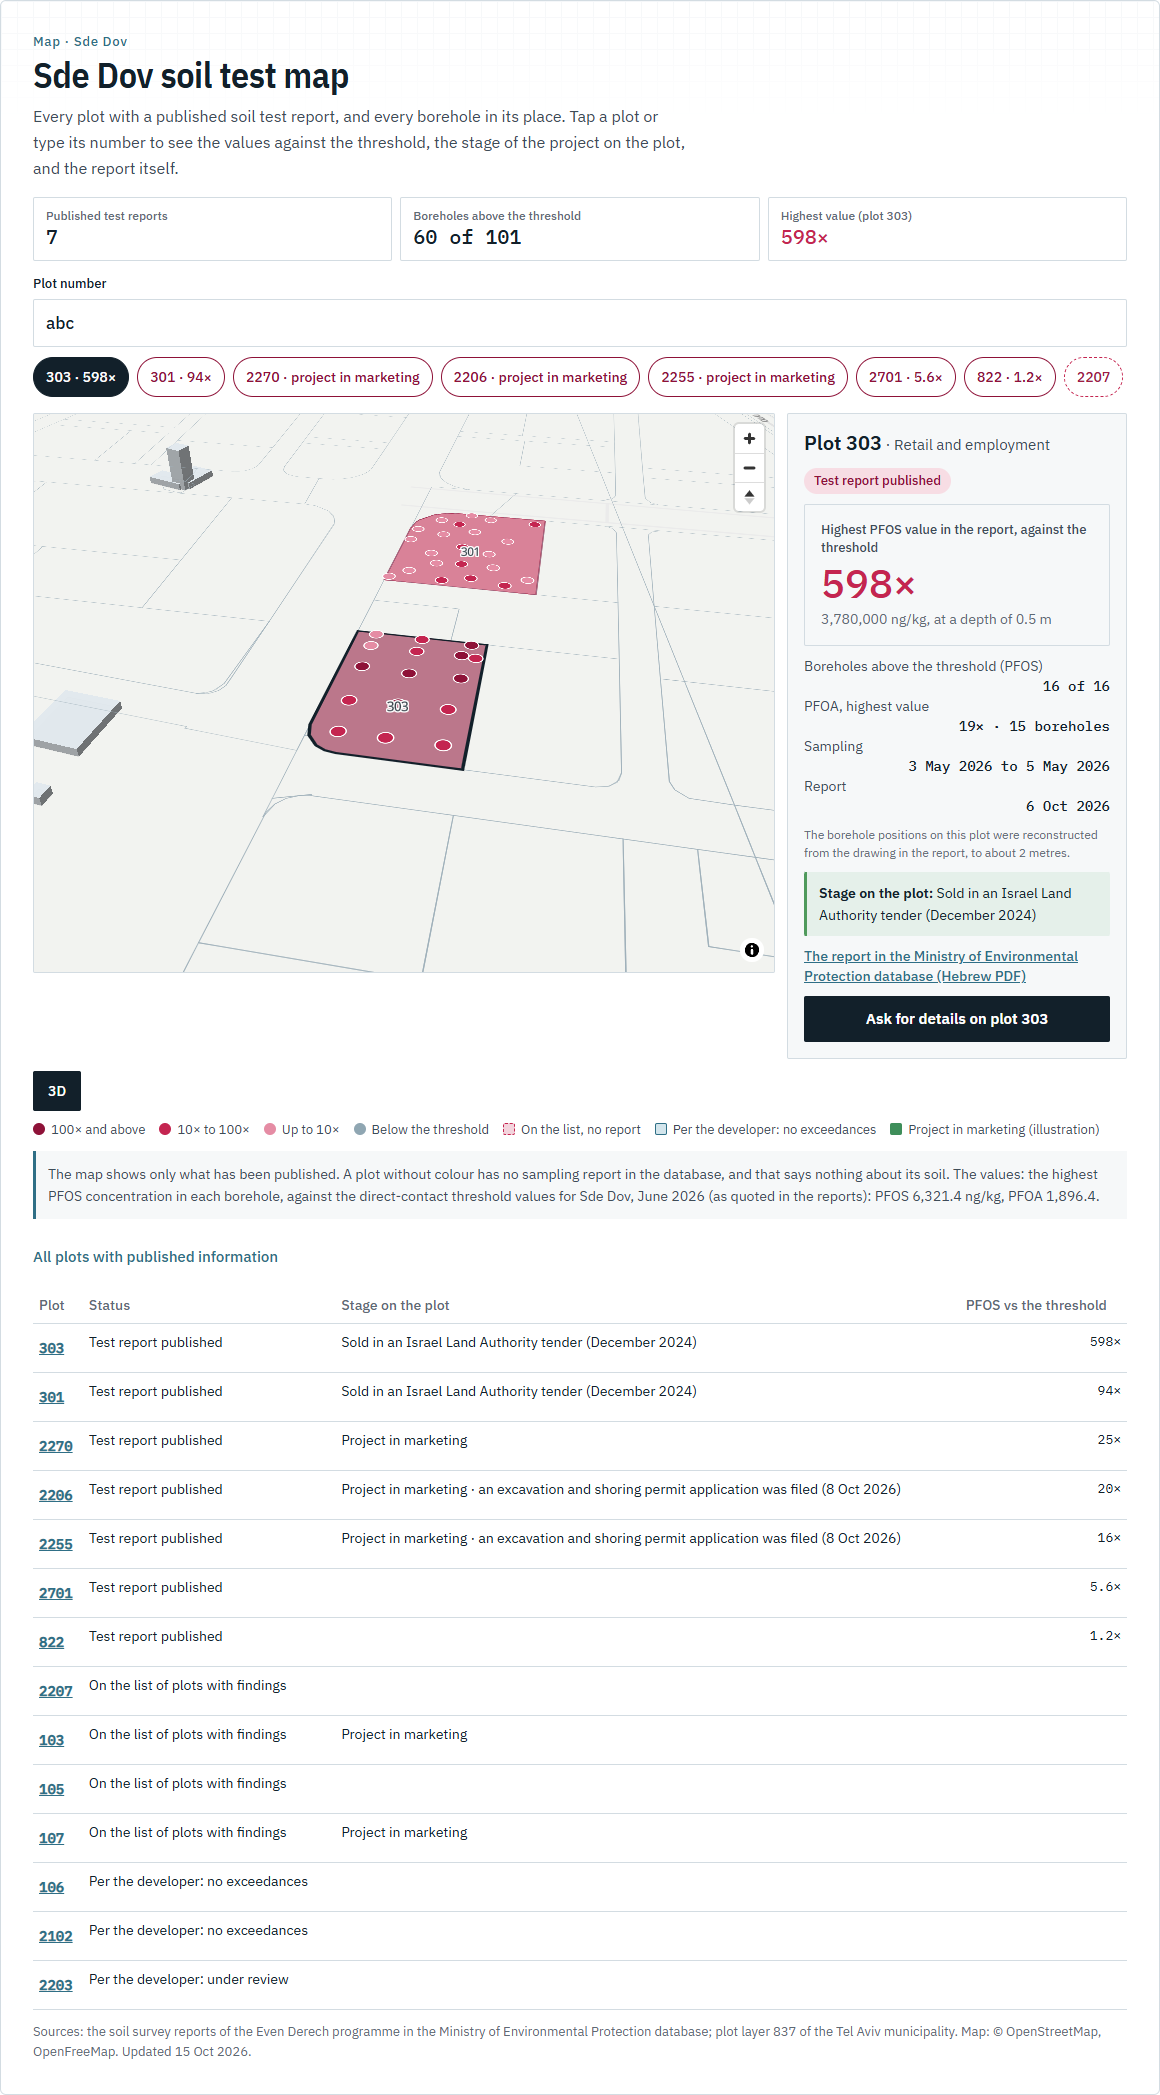 Map · Sde Dov
Sde Dov soil test map
Every plot with a published soil test report, and every borehole in its place. Tap a plot or
type its number to see the values against the threshold, the stage of the project on the plot,
and the report itself.
Published test reports
7
Boreholes above the threshold
60 of 101
Highest value (plot 303)
598×
Plot number
abc
303 · 598×
301 · 94×
2270 · project in marketing
2206 · project in marketing
2255 · project in marketing
2701 · 5.6×
822 · 1.2×
2207
301
303
Plot 303 · Retail and employment
Test report published
Highest PFOS value in the report, against the
threshold
598×
3,780,000 ng/kg, at a depth of 0.5 m
Boreholes above the threshold (PFOS)
16 of 16
PFOA, highest value
19× · 15 boreholes
Sampling
3 May 2026 to 5 May 2026
Report
6 Oct 2026
The borehole positions on this plot were reconstructed
from the drawing in the report, to about 2 metres.
Stage on the plot: Sold in an Israel Land
Authority tender (December 2024)
The report in the Ministry of Environmental
Protection database (Hebrew PDF)
Ask for details on plot 303
3D
100× and above
10× to 100×
Up to 10×
Below the threshold
On the list, no report
Per the developer: no exceedances
Project in marketing (illustration)
The map shows only what has been published. A plot without colour has no sampling report in the database, and that says nothing about its soil. The values: the highest
PFOS concentration in each borehole, against the direct-contact threshold values for Sde Dov, June 2026 (as quoted in the reports): PFOS 6,321.4 ng/kg, PFOA 1,896.4.
All plots with published information
Plot Status Stage on the plot PFOS vs the threshold
303 Test report published Sold in an Israel Land Authority tender (December 2024) 598×
301 Test report published Sold in an Israel Land Authority tender (December 2024) 94×
2270 Test report published Project in marketing 25×
2206 Test report published Project in marketing · an excavation and shoring permit application was filed (8 Oct 2026) 20×
2255 Test report published Project in marketing · an excavation and shoring permit application was filed (8 Oct 2026) 16×
2701 Test report published 5.6×
822 Test report published 1.2×
2207 On the list of plots with findings
103 On the list of plots with findings Project in marketing
105 On the list of plots with findings
107 On the list of plots with findings Project in marketing
106 Per the developer: no exceedances
2102 Per the developer: no exceedances
2203 Per the developer: under review
Sources: the soil survey reports of the Even Derech programme in the Ministry of Environmental Protection database; plot layer 837 of the Tel Aviv municipality. Map: © OpenStreetMap,
OpenFreeMap. Updated 15 Oct 2026.